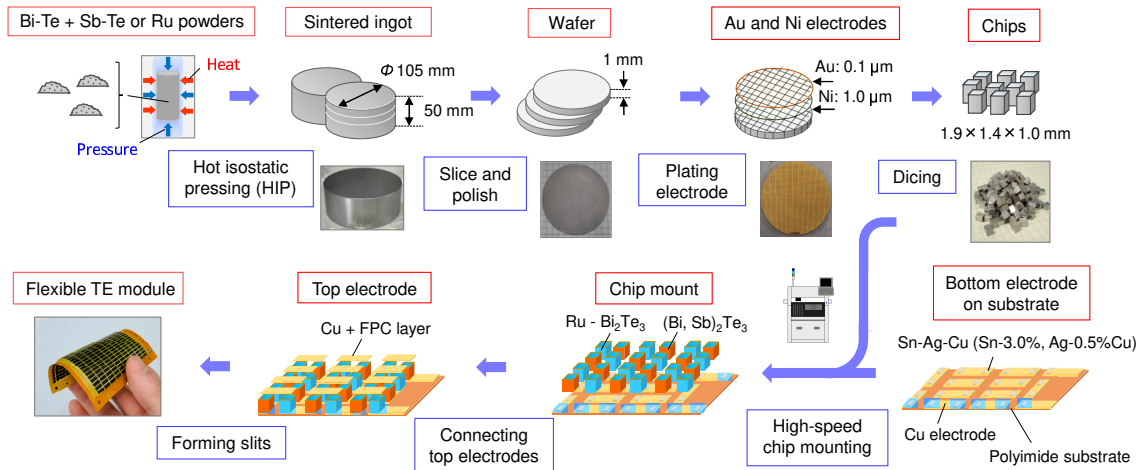 Bi-Te + Sb-Te or Ru powders
Heat
Pressure
Hot isostatic
pressing (HIP)
Sintered ingot
Φ 105 mm
50 mm
Slice and
polish
Wafer
1 mm
Plating
electrode
Au and Ni electrodes
Au: 0.1 μm
Ni: 1.0 μm
Dicing
Chips
1.9 × 1.4 × 1.0 mm
Bottom electrode
on substrate
Sn-Ag-Cu (Sn-3.0%, Ag-0.5%Cu)
Cu electrode
Polyimide substrate
High-speed
chip mounting
Chip mount
Ru - Bi₂Te₃
(Bi, Sb)₂Te₃
Connecting
top electrodes
Top electrode
Cu + FPC layer
Forming slits
Flexible TE module